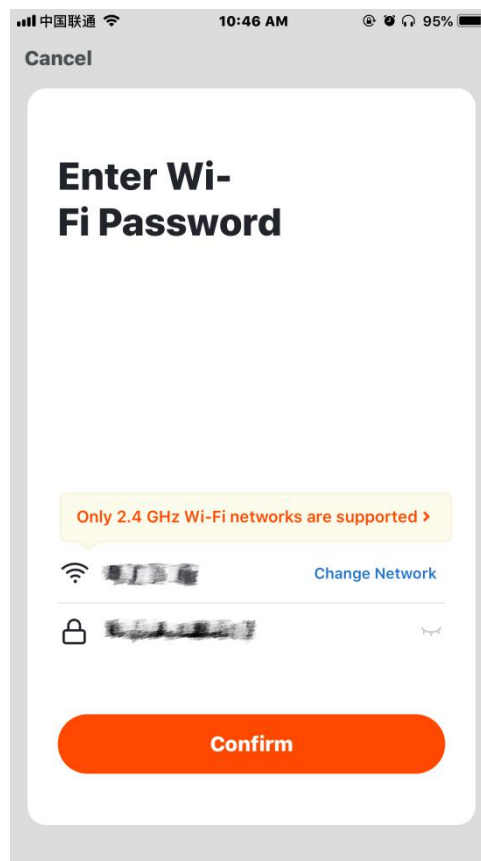 中国联通 10:46 AM 95%
Cancel
Enter Wi-
Fi Password
Only 2.4 GHz Wi-Fi networks are supported >
Change Network
Confirm